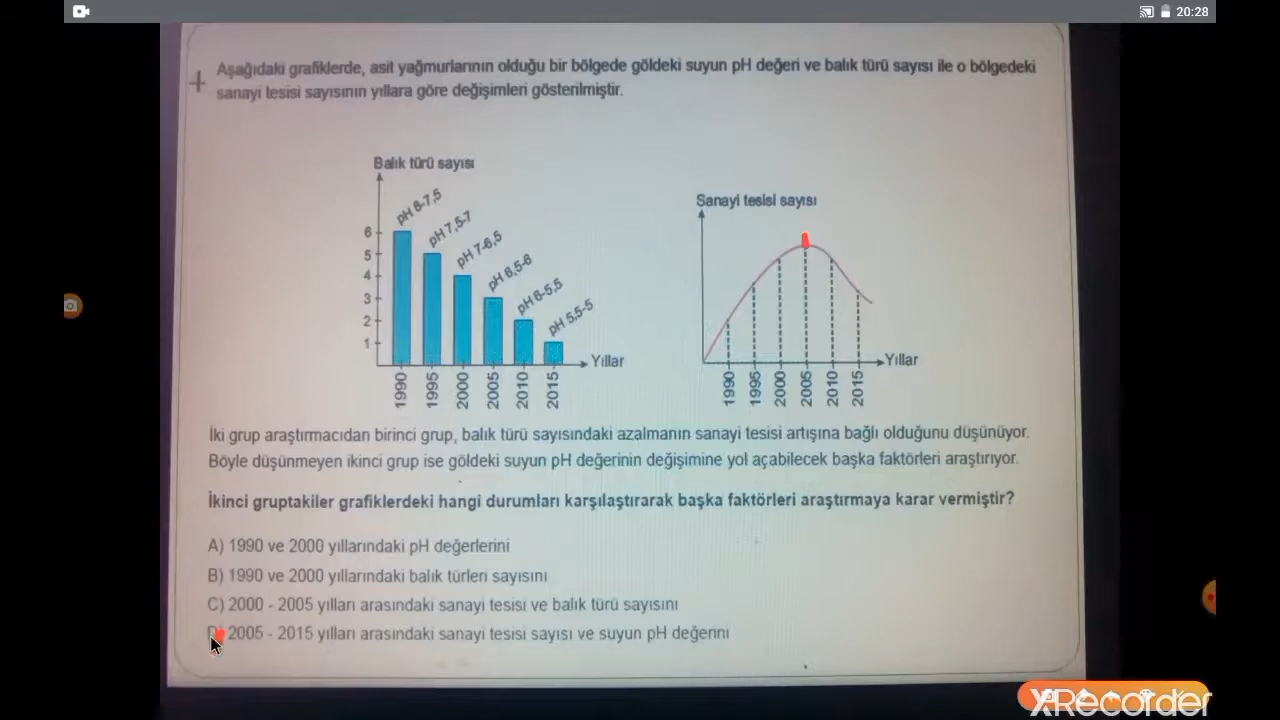 20:28
Aşağıdaki grafiklerde, asit yağmurlarının olduğu bir bölgede göldeki suyun pH değeri ve balık türü sayısı ile o bölgedeki
sanayi tesisi sayısının yıllara göre değişimleri gösterilmiştir.
Balık türü sayısı
pH 8-7,5
pH 7,5-7
pH 7-6,5
pH 6,5-6
pH 6-5,5
pH 5,5-5
6
5
4
3
2
1
Yıllar
1990
1995
2000
2005
2010
2015
Sanayi tesisi sayısı
Yıllar
1990
1995
2000
2005
2010
2015
İki grup araştırmacıdan birinci grup, balık türü sayısındaki azalmanın sanayi tesisi artışına bağlı olduğunu düşünüyor.
Böyle düşünmeyen ikinci grup ise göldeki suyun pH değerinin değişimine yol açabilecek başka faktörleri araştırıyor.
İkinci gruptakiler grafiklerdeki hangi durumları karşılaştırarak başka faktörleri araştırmaya karar vermiştir?
A) 1990 ve 2000 yıllarındaki pH değerlerini
B) 1990 ve 2000 yıllarındaki balık türleri sayısını
C) 2000 - 2005 yılları arasındaki sanayi tesisi ve balık türü sayısını
D) 2005 - 2015 yılları arasındaki sanayi tesisi sayısı ve suyun pH değerini
XRecorder